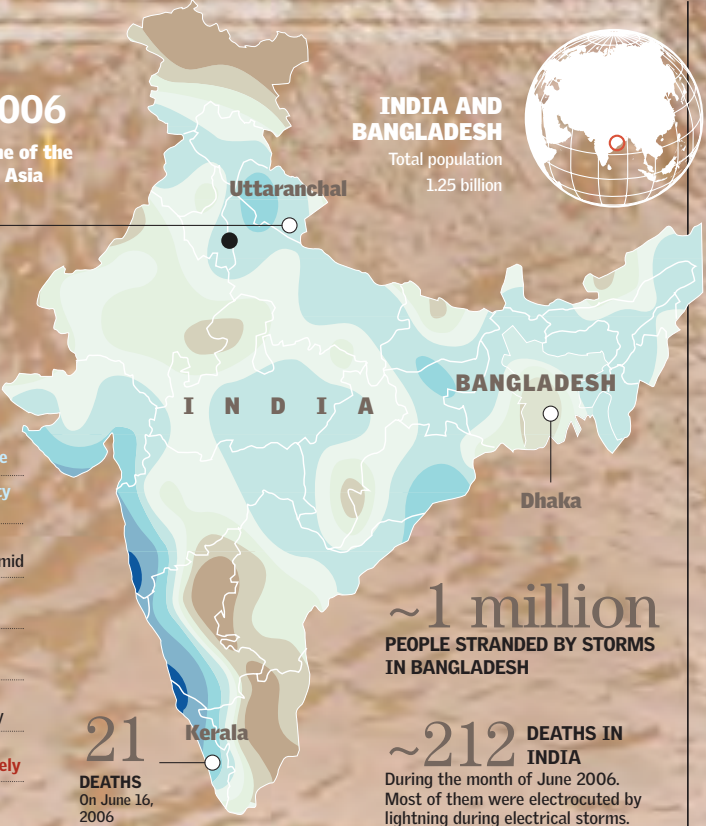 006
ne of the
Asia
INDIA AND
BANGLADESH
Total population
1.25 billion
Uttaranchal
INDIA
BANGLADESH
Dhaka
mid
~1 million
PEOPLE STRANDED BY STORMS
IN BANGLADESH
21
DEATHS
On June 16,
2006
Kerala
~212 DEATHS IN
INDIA
During the month of June 2006.
Most of them were electrocuted by
lightning during electrical storms.